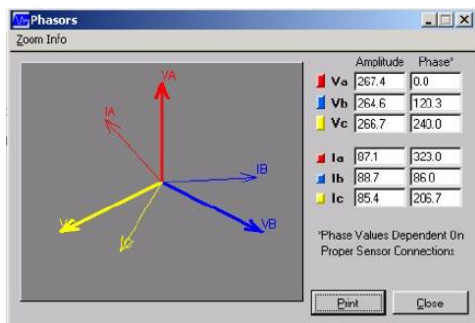 Phasors
Zoom Info
Amplitude Phase*
Va 267.4 0.0
Vb 264.6 120.3
Vc 266.7 240.0
Ia 87.1 323.0
Ib 88.7 86.0
Ic 85.4 206.7
*Phase Values Dependent On
Proper Sensor Connections
Print Close
VA
IA
IB
VB